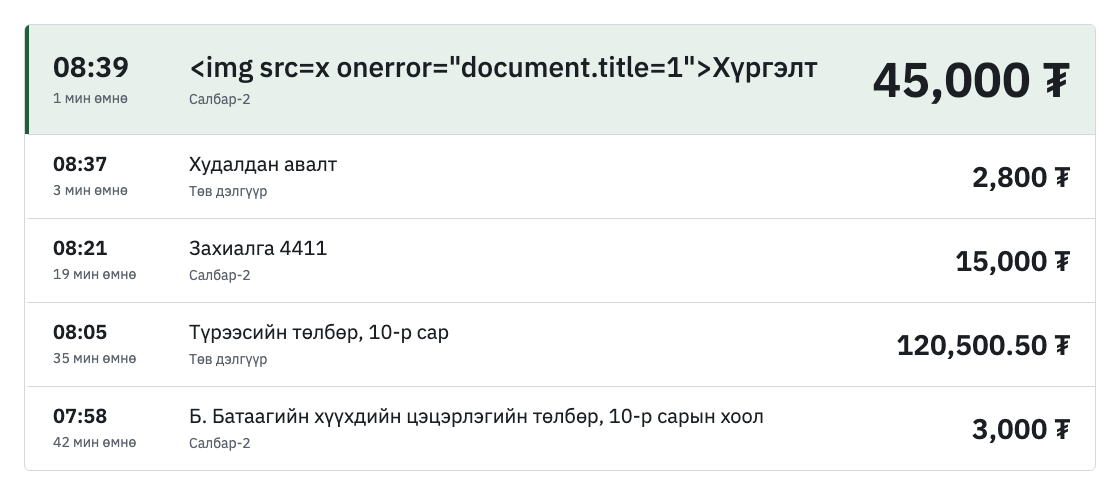 08:39
<img src=x onerror="document.title=1">Хүргэлт
45,000 ₮
1 мин өмнө
Салбар-2
08:37
Худалдан авалт
2,800 ₮
3 мин өмнө
Төв дэлгүүр
08:21
Захиалга 4411
15,000 ₮
19 мин өмнө
Салбар-2
08:05
Түрээсийн төлбөр, 10-р сар
120,500.50 ₮
35 мин өмнө
Төв дэлгүүр
07:58
Б. Батаагийн хүүхдийн цэцэрлэгийн төлбөр, 10-р сарын хоол
3,000 ₮
42 мин өмнө
Салбар-2